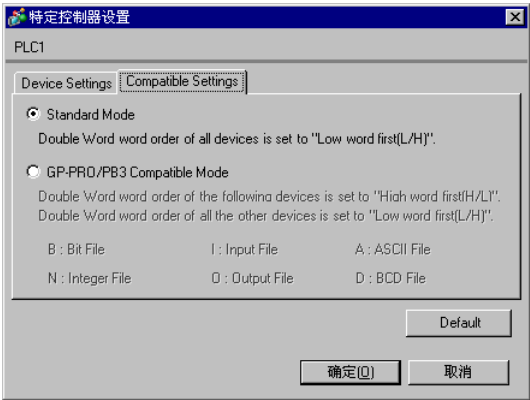 特定控制器设置
PLC1
Device Settings Compatible Settings
Standard Mode
Double Word word order of all devices is set to "Low word first(L/H)".
GP-PRO/PB3 Compatible Mode
Double Word word order of the following devices is set to "High word first(H/L)".
Double Word word order of all the other devices is set to "Low word first(L/H)".
B : Bit File I : Input File A : ASCII File
N : Integer File O : Output File D : BCD File
Default
确定(O) 取消